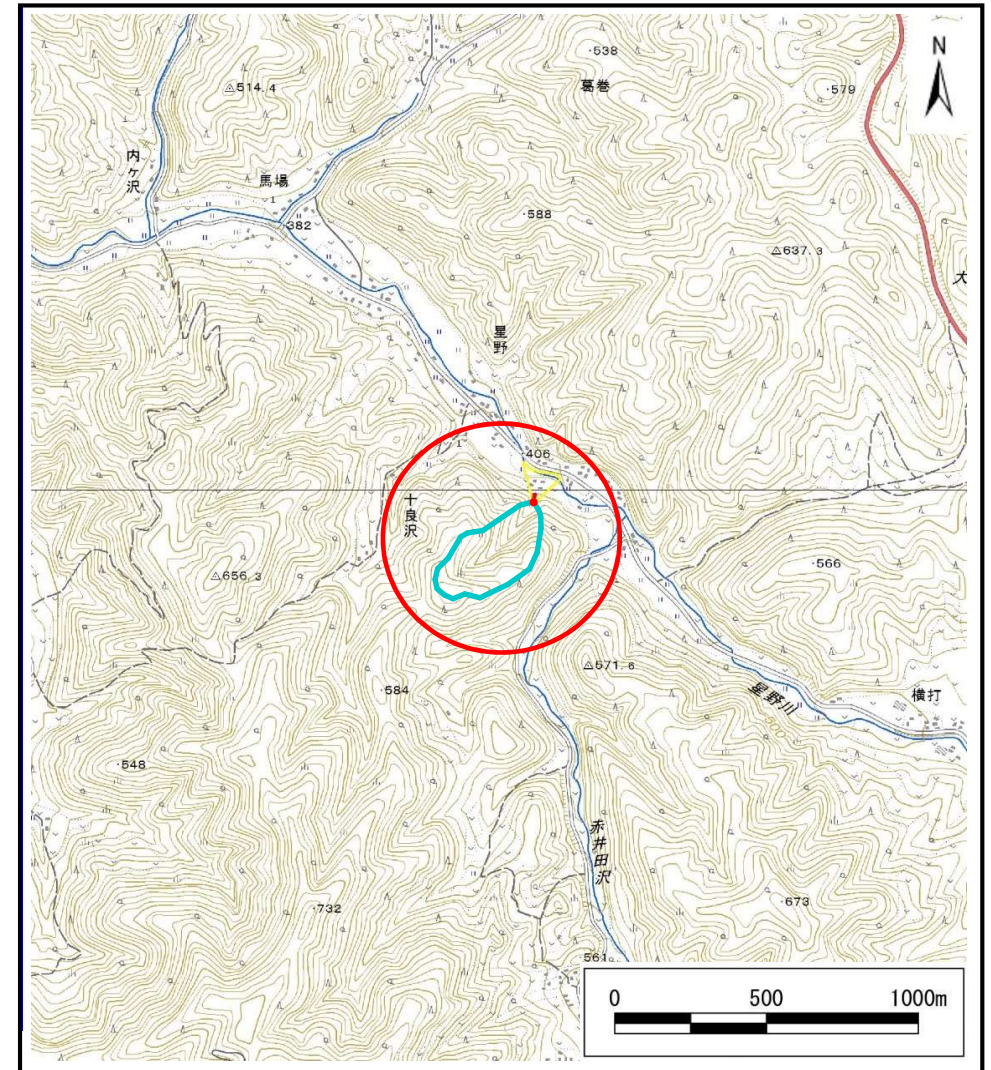 N
・538
葛巻
△514.4
・579
内ヶ沢
馬場
382
・588
△637.3
大
星野
・406
十良沢
△656.3
・566
△571.6
・584
星野川
横打
・548
赤井田沢
・732
・673
561
0 500 1000m